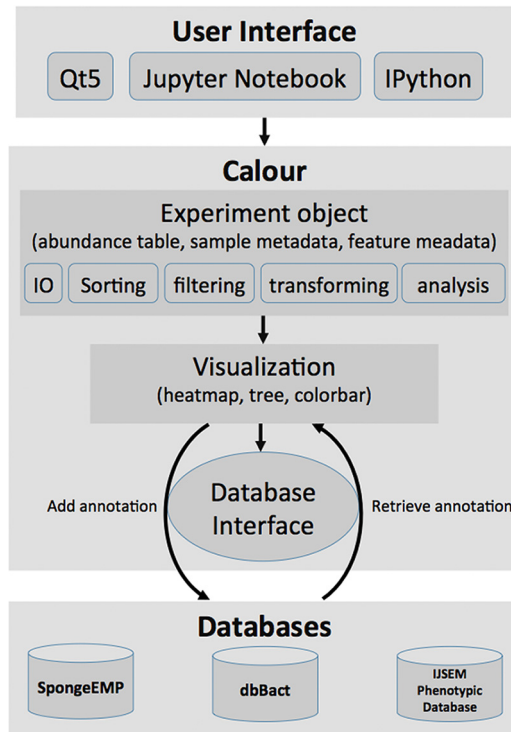 User Interface
Qt5 Jupyter Notebook IPython
Calour
Experiment object
(abundance table, sample metadata, feature meadata)
IO Sorting filtering transforming analysis
Visualization
(heatmap, tree, colorbar)
Add annotation
Database
Interface
Retrieve annotation
Databases
SpongeEMP
dbBact
IJSEM
Phenotypic
Database